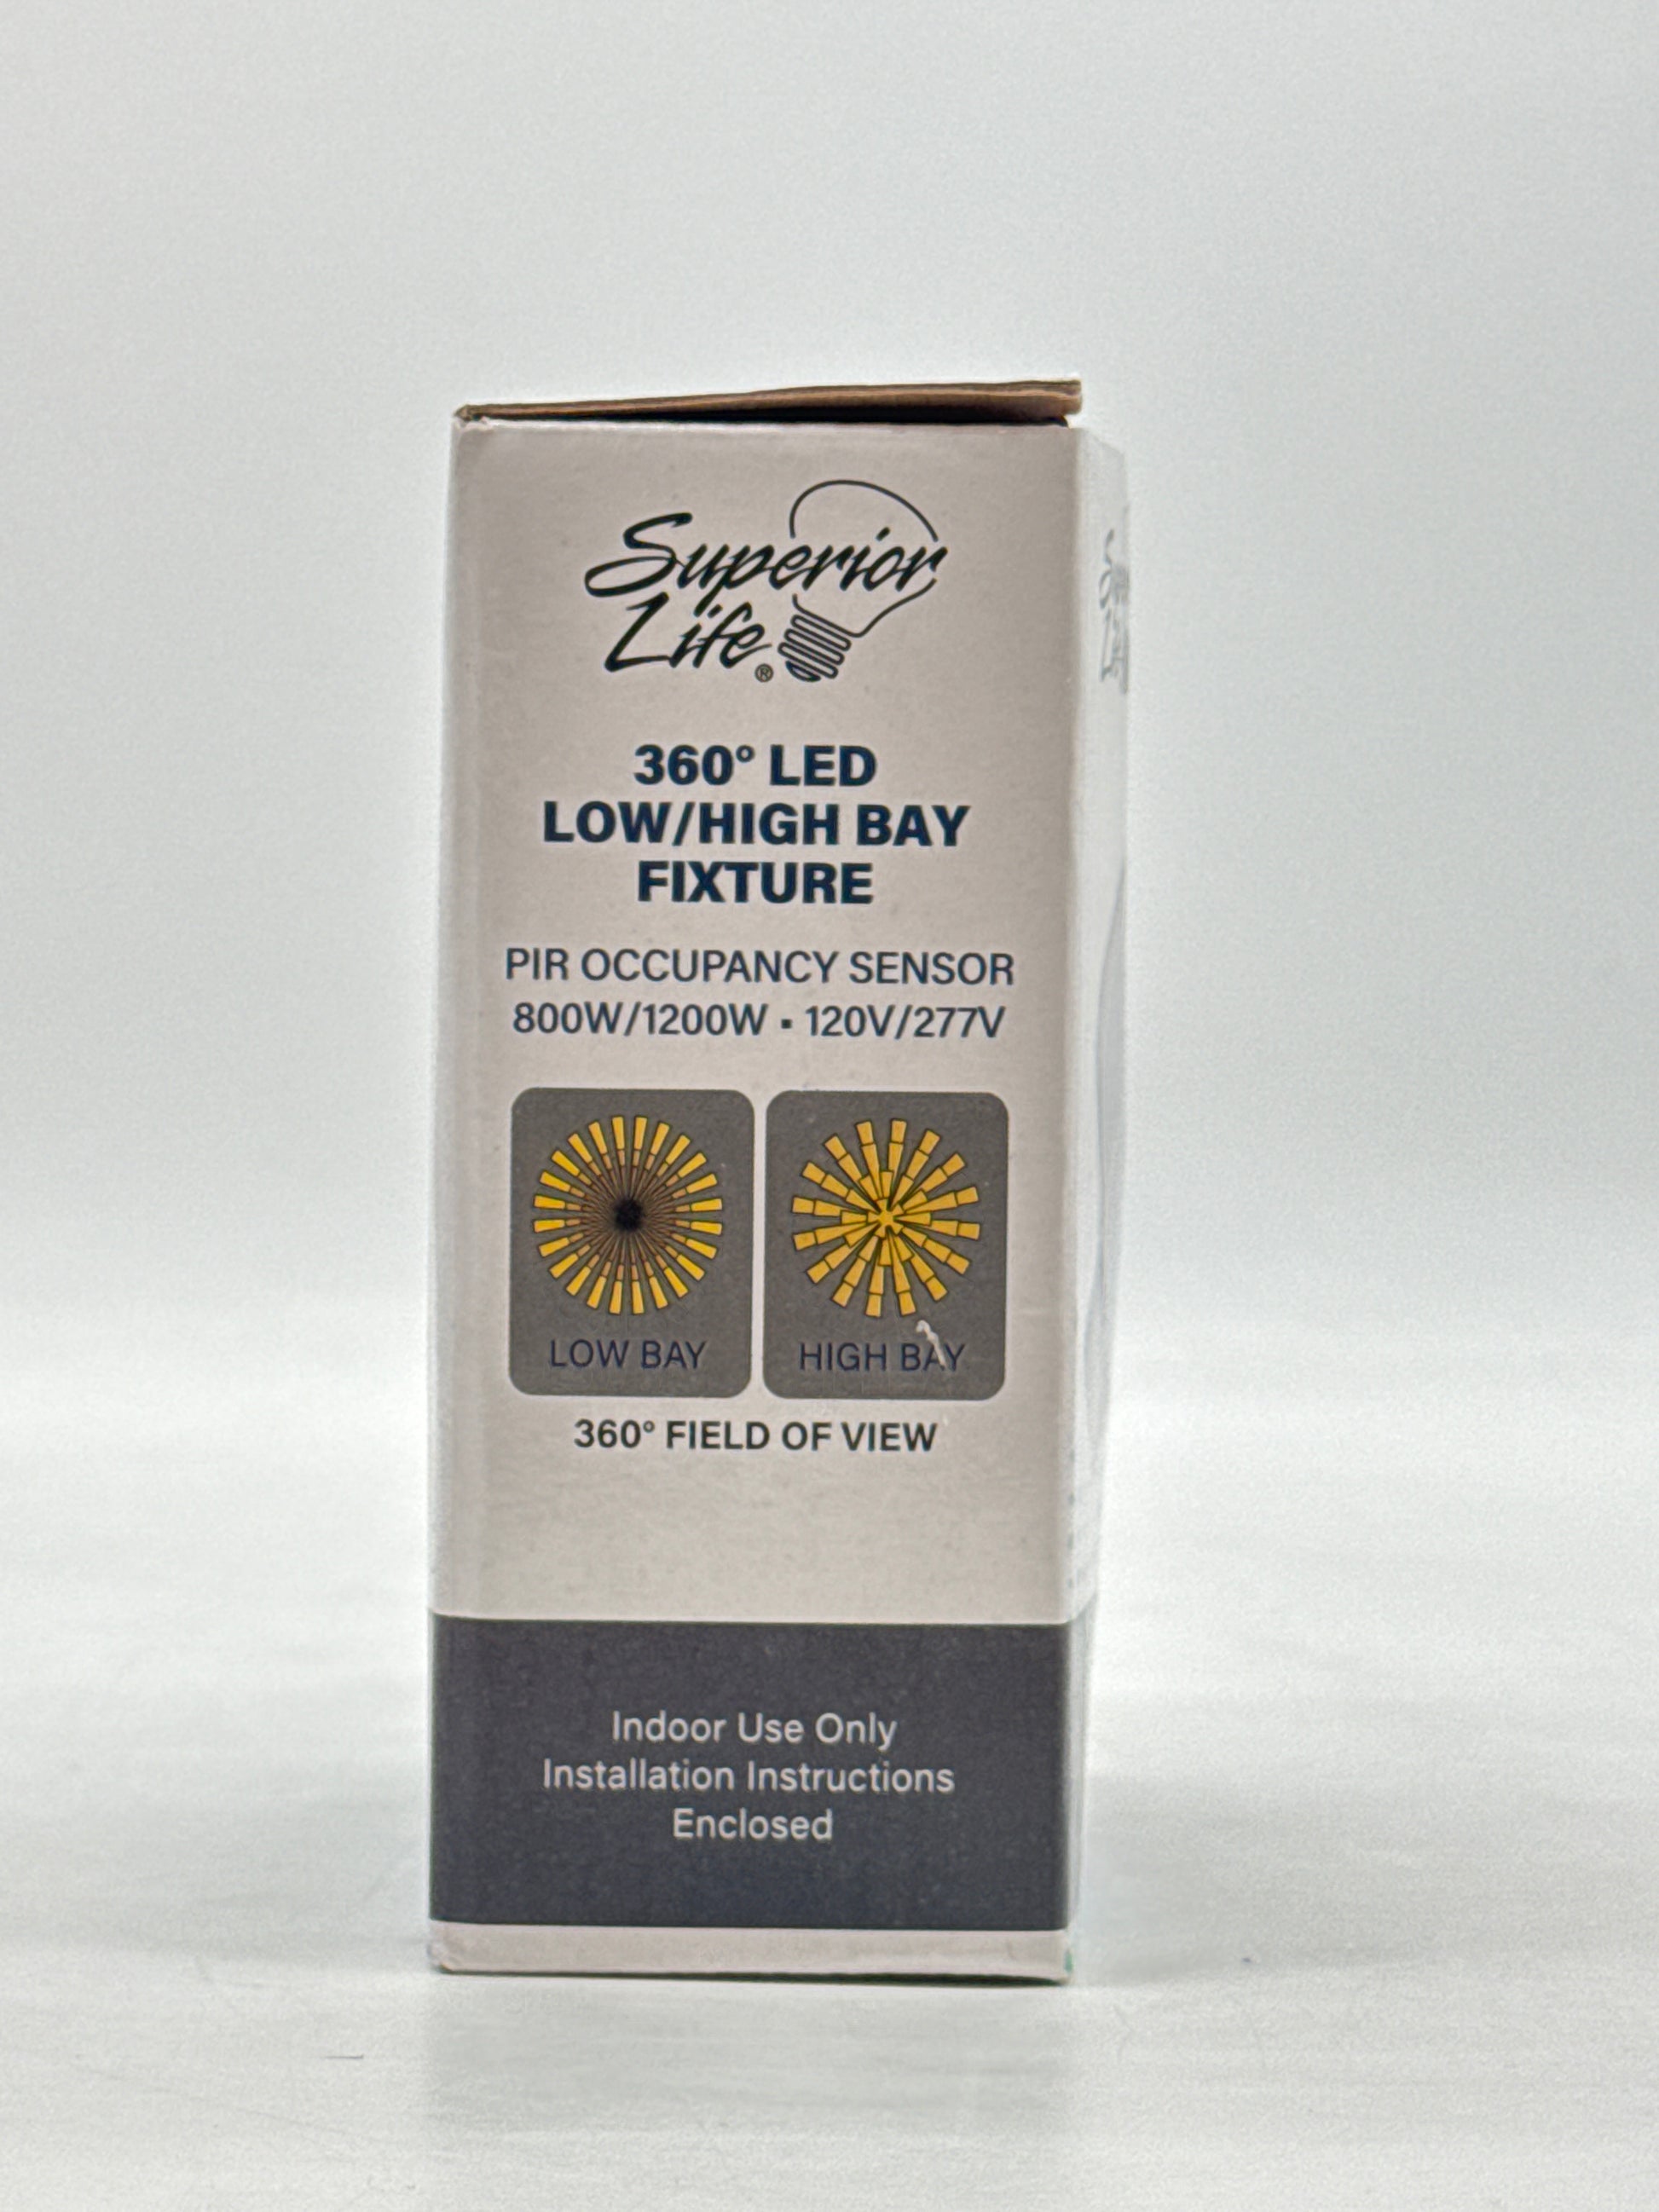 Superior
Life®
360° LED
LOW/HIGH BAY
FIXTURE
PIR OCCUPANCY SENSOR
800W/1200W ▪ 120V/277V
LOW BAY
HIGH BAY
360° FIELD OF VIEW
Indoor Use Only
Installation Instructions
Enclosed